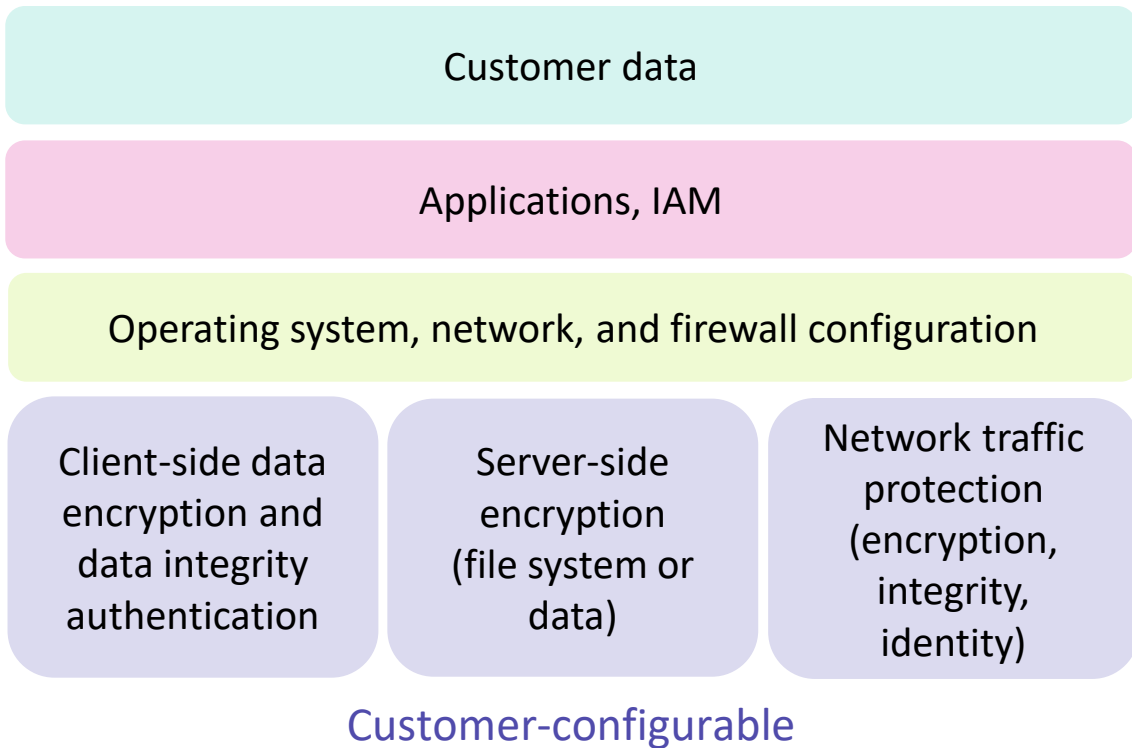 Customer data
Applications, IAM
Operating system, network, and firewall configuration
Client-side data
encryption and
data integrity
authentication
Server-side
encryption
(file system or
data)
Network traffic
protection
(encryption,
integrity,
identity)
Customer-configurable